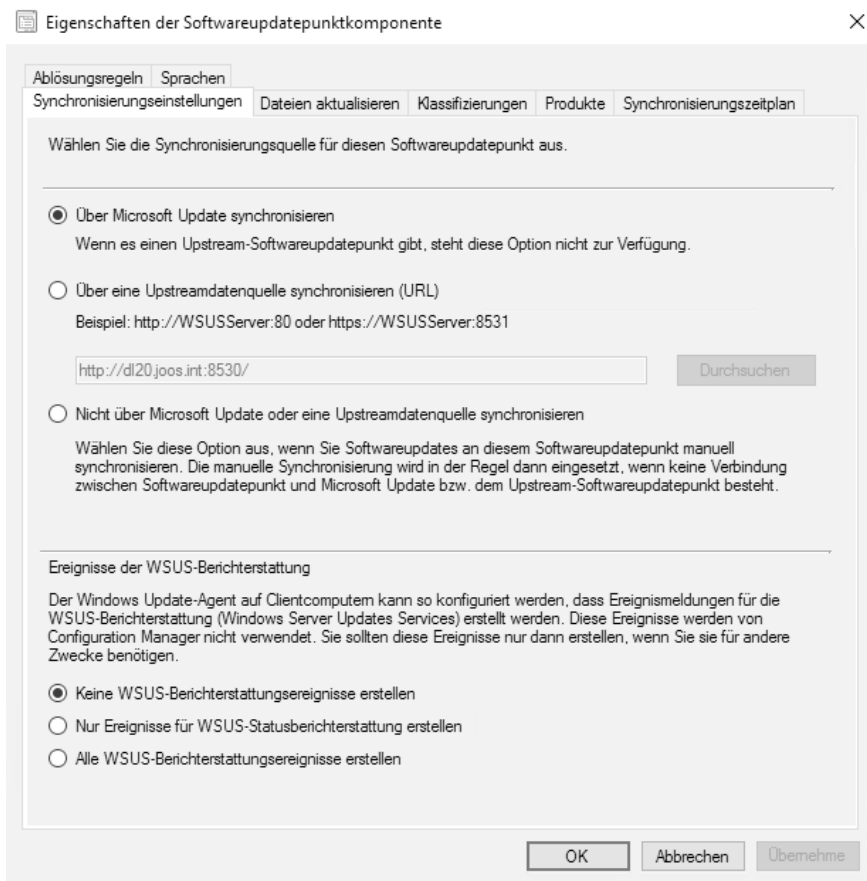 Eigenschaften der Softwareupdatepunktkomponente
Ablösungsregeln Sprachen
Synchronisierungseinstellungen Dateien aktualisieren Klassifizierungen Produkte Synchronisierungszeitplan
Wählen Sie die Synchronisierungsquelle für diesen Softwareupdatepunkt aus.
Über Microsoft Update synchronisieren
Wenn es einen Upstream-Softwareupdatepunkt gibt, steht diese Option nicht zur Verfügung.
Über eine Upstreamdatenquelle synchronisieren (URL)
Beispiel: http://WSUSServer:80 oder https://WSUSServer:8531
http://dl20.joos.int:8530/ Durchsuchen
Nicht über Microsoft Update oder eine Upstreamdatenquelle synchronisieren
Wählen Sie diese Option aus, wenn Sie Softwareupdates an diesem Softwareupdatepunkt manuell
synchronisieren. Die manuelle Synchronisierung wird in der Regel dann eingesetzt, wenn keine Verbindung
zwischen Softwareupdatepunkt und Microsoft Update bzw. dem Upstream-Softwareupdatepunkt besteht.
Ereignisse der WSUS-Berichterstattung
Der Windows Update-Agent auf Clientcomputern kann so konfiguriert werden, dass Ereignismeldungen für die
WSUS-Berichterstattung (Windows Server Updates Services) erstellt werden. Diese Ereignisse werden von
Configuration Manager nicht verwendet. Sie sollten diese Ereignisse nur dann erstellen, wenn Sie sie für andere
Zwecke benötigen.
Keine WSUS-Berichterstattungsereignisse erstellen
Nur Ereignisse für WSUS-Statusberichterstattung erstellen
Alle WSUS-Berichterstattungsereignisse erstellen
OK Abbrechen Übernehme